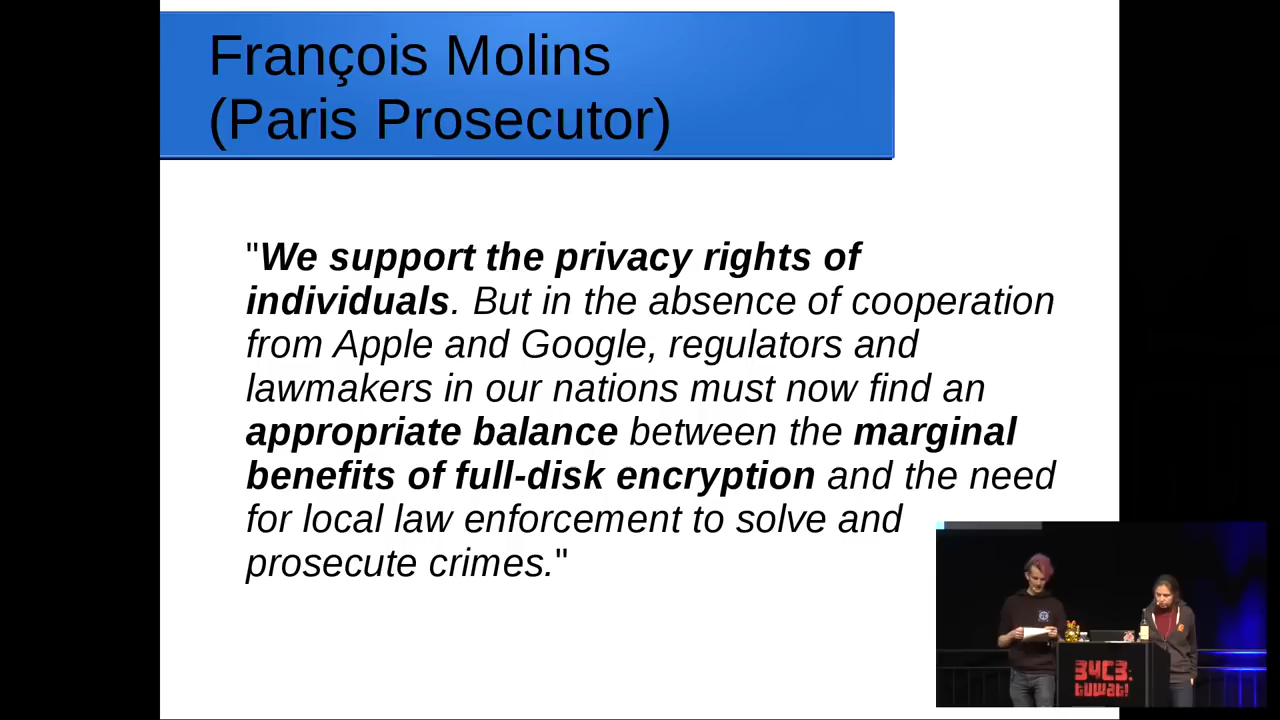 François Molins
(Paris Prosecutor)
"We support the privacy rights of
individuals. But in the absence of cooperation
from Apple and Google, regulators and
lawmakers in our nations must now find an
appropriate balance between the marginal
benefits of full-disk encryption and the need
for local law enforcement to solve and
prosecute crimes."
34C3.
tuwat!